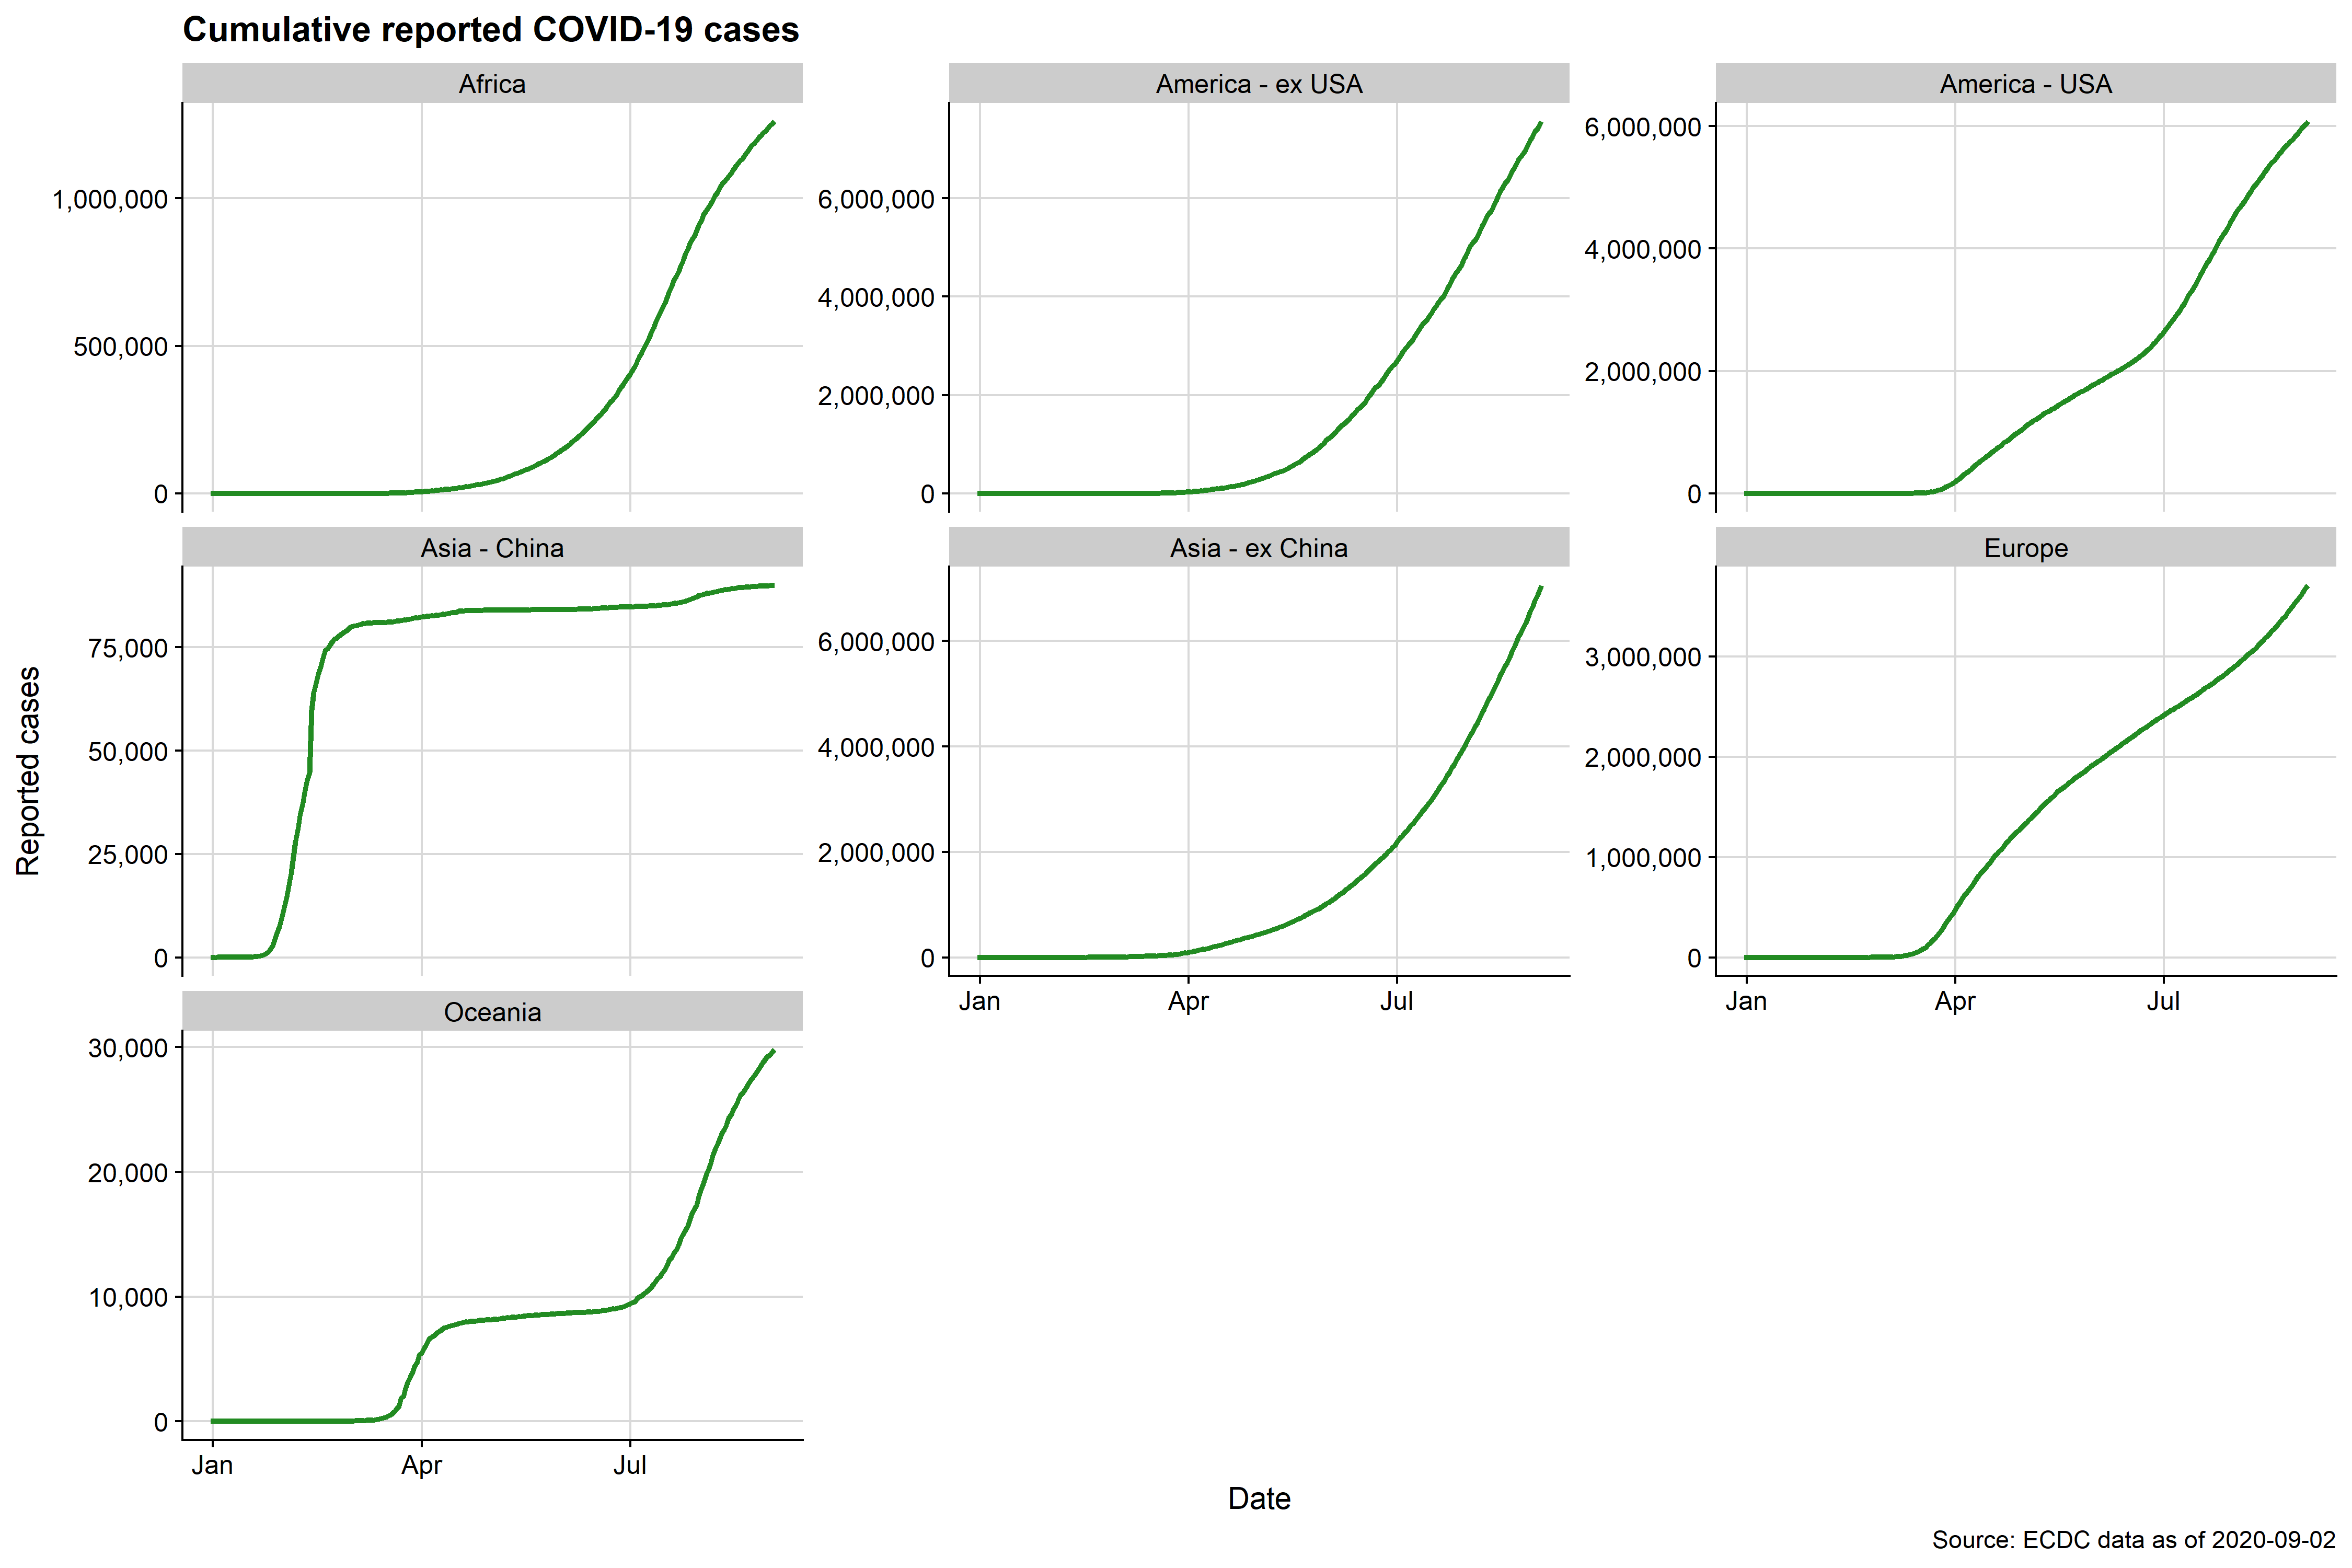 Cumulative reported COVID-19 cases
Africa
America - ex USA
America - USA
1,000,000
500,000
0
6,000,000
4,000,000
2,000,000
0
6,000,000
4,000,000
2,000,000
0
Asia - China
Asia - ex China
Europe
75,000
50,000
25,000
0
6,000,000
4,000,000
2,000,000
0
Jan Apr Jul
3,000,000
2,000,000
1,000,000
0
Jan Apr Jul
Reported cases
Oceania
30,000
20,000
10,000
0
Jan Apr Jul
Date
Source: ECDC data as of 2020-09-02